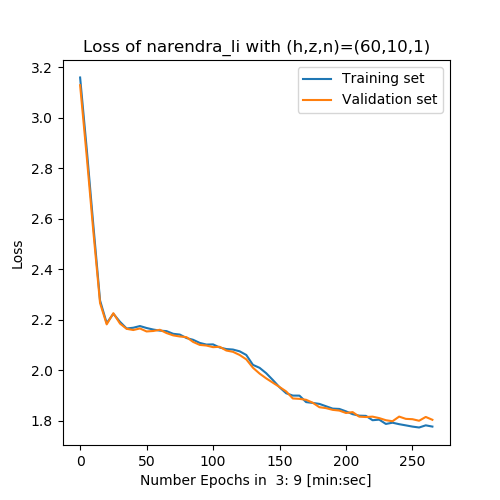 Loss of narendra_li with (h,z,n)=(60,10,1)
Training set
Validation set
3.2
3.0
2.8
2.6
2.4
2.2
2.0
1.8
Loss
0 50 100 150 200 250
Number Epochs in  3: 9 [min:sec]